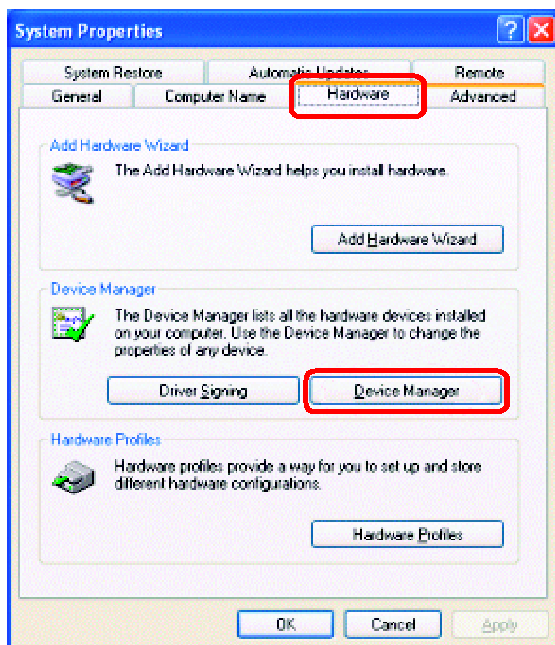 System Properties
System Restore Automatic Updates Remote
General Computer Name Hardware Advanced
Add Hardware Wizard
The Add Hardware Wizard helps you install hardware.
Add Hardware Wizard
Device Manager
The Device Manager lists all the hardware devices installed
on your computer. Use the Device Manager to change the
properties of any device.
Driver Signing Device Manager
Hardware Profiles
Hardware profiles provide a way for you to set up and store
different hardware configurations.
Hardware Profiles
OK Cancel Apply